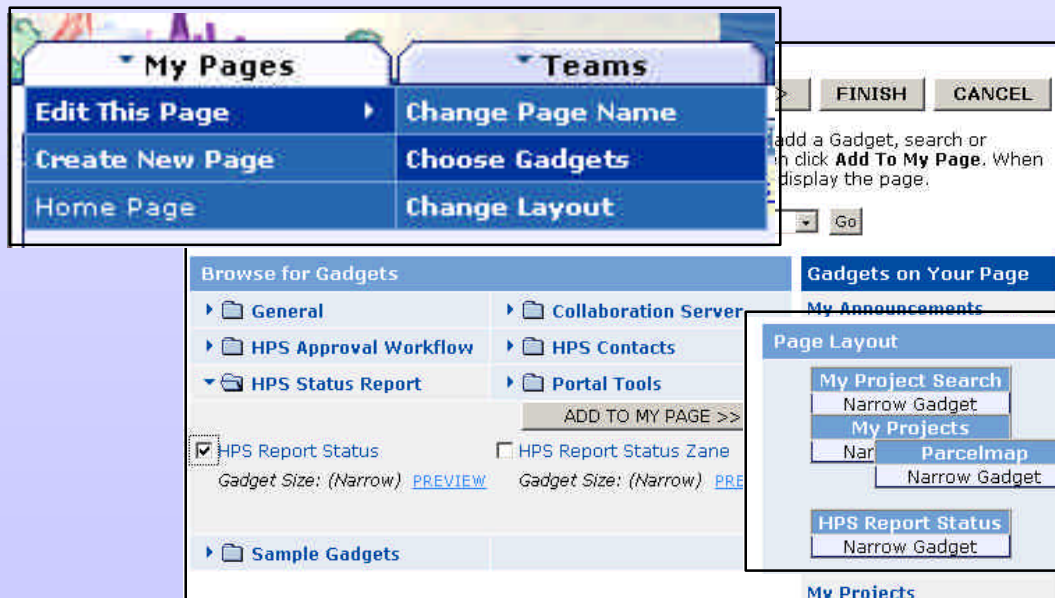 My Pages
Teams
Edit This Page
Change Page Name
Create New Page
Choose Gadgets
Home Page
Change Layout
> FINISH CANCEL
add a Gadget, search or
click Add To My Page. When
display the page.
Go
Browse for Gadgets
Gadgets on Your Page
General
Collaboration Server
My Announcements
HPS Approval Workflow
HPS Contacts
HPS Status Report
Portal Tools
ADD TO MY PAGE >>
HPS Report Status
HPS Report Status Zane
Gadget Size: (Narrow) PREVIEW
Gadget Size: (Narrow) PRE
Sample Gadgets
Page Layout
My Project Search
Narrow Gadget
My Projects
Nar
Parcelmap
Narrow Gadget
HPS Report Status
Narrow Gadget
My Projects